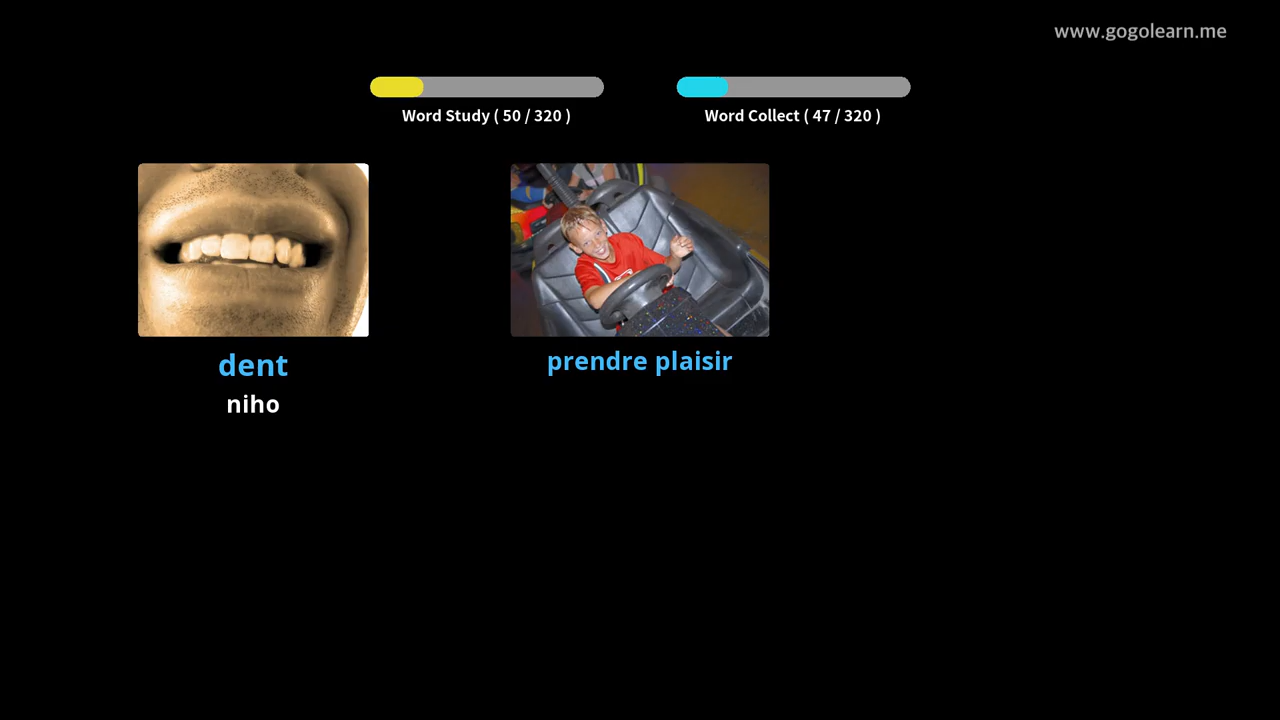 www.gogolearn.me
Word Study ( 50 / 320 )
Word Collect ( 47 / 320 )
dent
niho
prendre plaisir